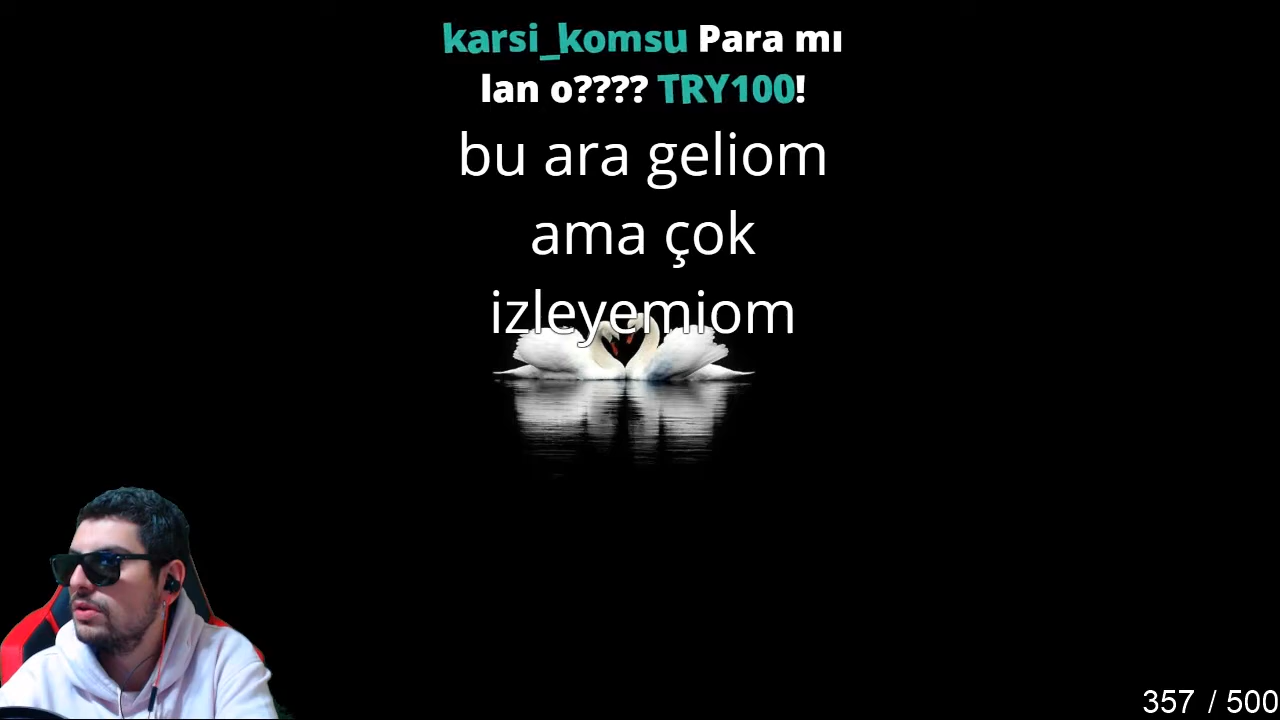 karsi_komsu Para mı
lan o???? TRY100!
bu ara geliom
ama çok
izleyemiom
357 / 500